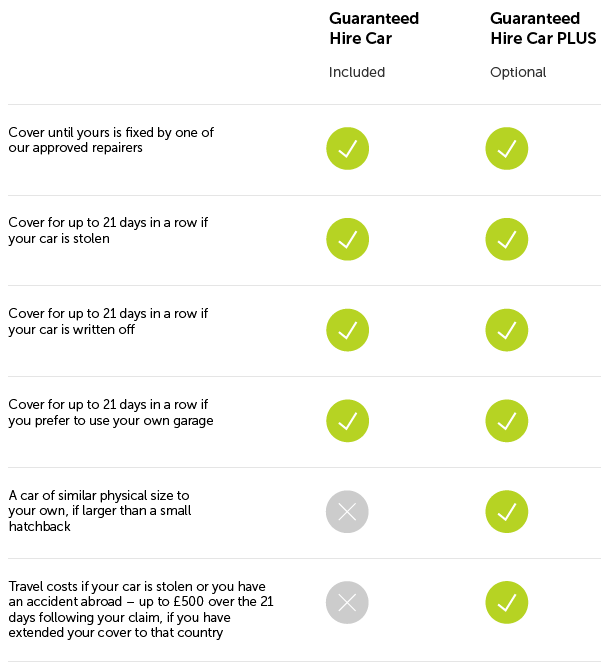 Guaranteed
Hire Car
Guaranteed
Hire Car PLUS
Included
Optional
Cover until yours is fixed by one of
our approved repairers
Cover for up to 21 days in a row if
your car is stolen
Cover for up to 21 days in a row if
your car is written off
Cover for up to 21 days in a row if
you prefer to use your own garage
A car of similar physical size to
your own, if larger than a small
hatchback
Travel costs if your car is stolen or you have
an accident abroad – up to £500 over the 21
days following your claim, if you have
extended your cover to that country